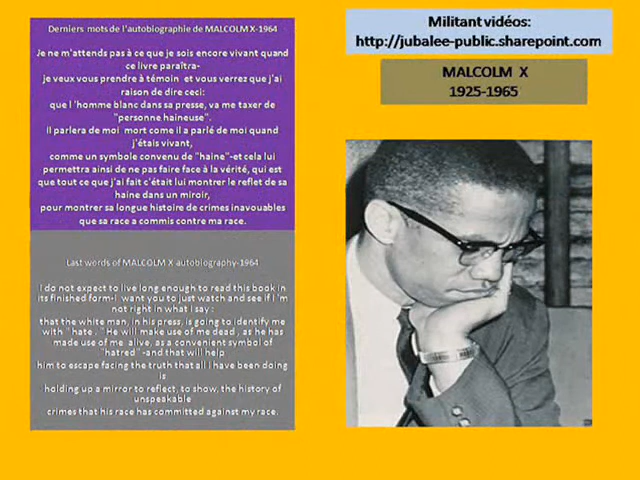 Derniers mots de l'autobiographie de MALCOLM X-1964
Je ne m'attends pas à ce que je sois encore vivant quand
ce livre paraîtra-
je veux vous prendre à témoin et vous verrez que j'ai
raison de dire ceci:
que l 'homme blanc dans sa presse, va me taxer de
"personne haineuse".
il parlera de moi mort come il a parlé de moi quand
j'étais vivant,
comme un symbole convenu de "haine"-et cela lui
permettra ainsi de ne pas faire face à la vérité, qui est
que tout ce que j'ai fait c'était lui montrer le reflet de sa
haine dans un miroir,
pour montrer sa longue histoire de crimes inavouables
que sa race a commis contre ma race.
Last words of MALCOLM X-autobiography-1964
I do not expect to live long enough to read this book in
its finished form-I want you to just watch and see if I 'm
not right in what I say :
that the white man, in his press, is going to identify me
with " hate . " He will make use of me dead , as he has
made use of me alive, as a convenient symbol of
"hatred" -and that will help
him to escape facing the truth that all I have been doing
is
holding up a mirror to reflect, to show, the history of
unspeakable
crimes that his race has committed against my race.
Militant vidéos:
http://jubalee-public.sharepoint.com
MALCOLM X
1925-1965